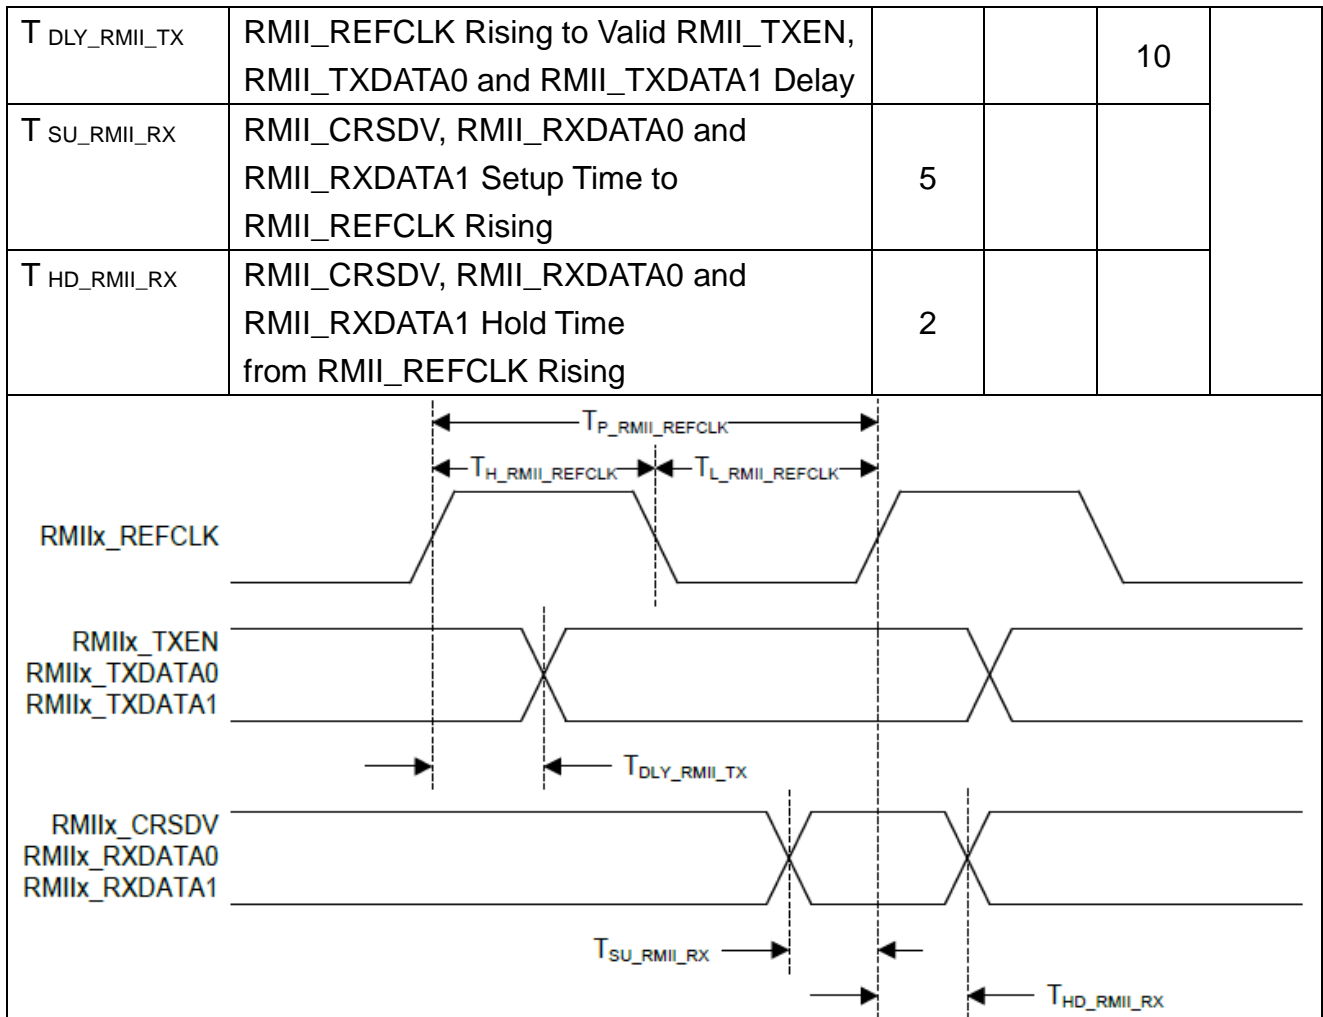 T DLY_RMII_TX
RMII_REFCLK Rising to Valid RMII_TXEN,
RMII_TXDATA0 and RMII_TXDATA1 Delay
10
T SU_RMII_RX
RMII_CRSDV, RMII_RXDATA0 and
RMII_RXDATA1 Setup Time to
RMII_REFCLK Rising
5
T HD_RMII_RX
RMII_CRSDV, RMII_RXDATA0 and
RMII_RXDATA1 Hold Time
from RMII_REFCLK Rising
2
TP_RMII_REFCLK
TH_RMII_REFCLK TL_RMII_REFCLK
RMIIx_REFCLK
RMIIx_TXEN
RMIIx_TXDATA0
RMIIx_TXDATA1
TDLY_RMII_TX
RMIIx_CRSDV
RMIIx_RXDATA0
RMIIx_RXDATA1
TSU_RMII_RX
THD_RMII_RX